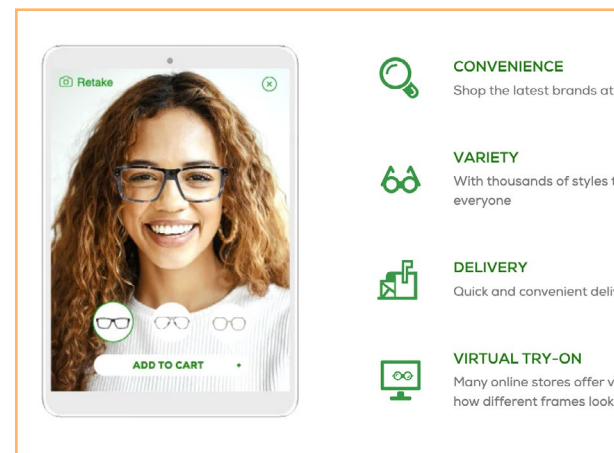 Retake
ADD TO CART
CONVENIENCE
Shop the latest brands at
VARIETY
With thousands of styles
everyone
DELIVERY
Quick and convenient
VIRTUAL TRY-ON
Many online stores offer
how different frames look